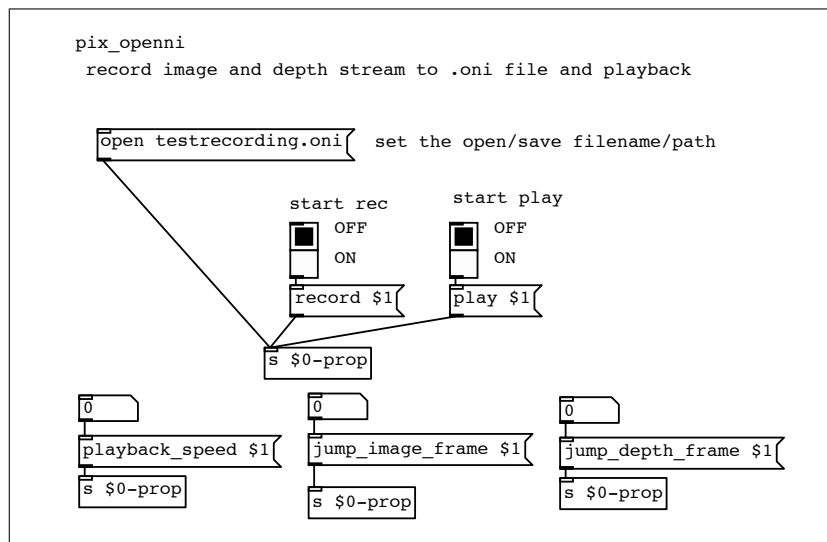 pix_openni
record image and depth stream to .oni file and playback
open testrecording.oni set the open/save filename/path
start rec start play
OFF OFF
ON ON
record $1 play $1
s $0-prop
0 0 0
playback_speed $1 jump_image_frame $1 jump_depth_frame $1
s $0-prop s $0-prop s $0-prop